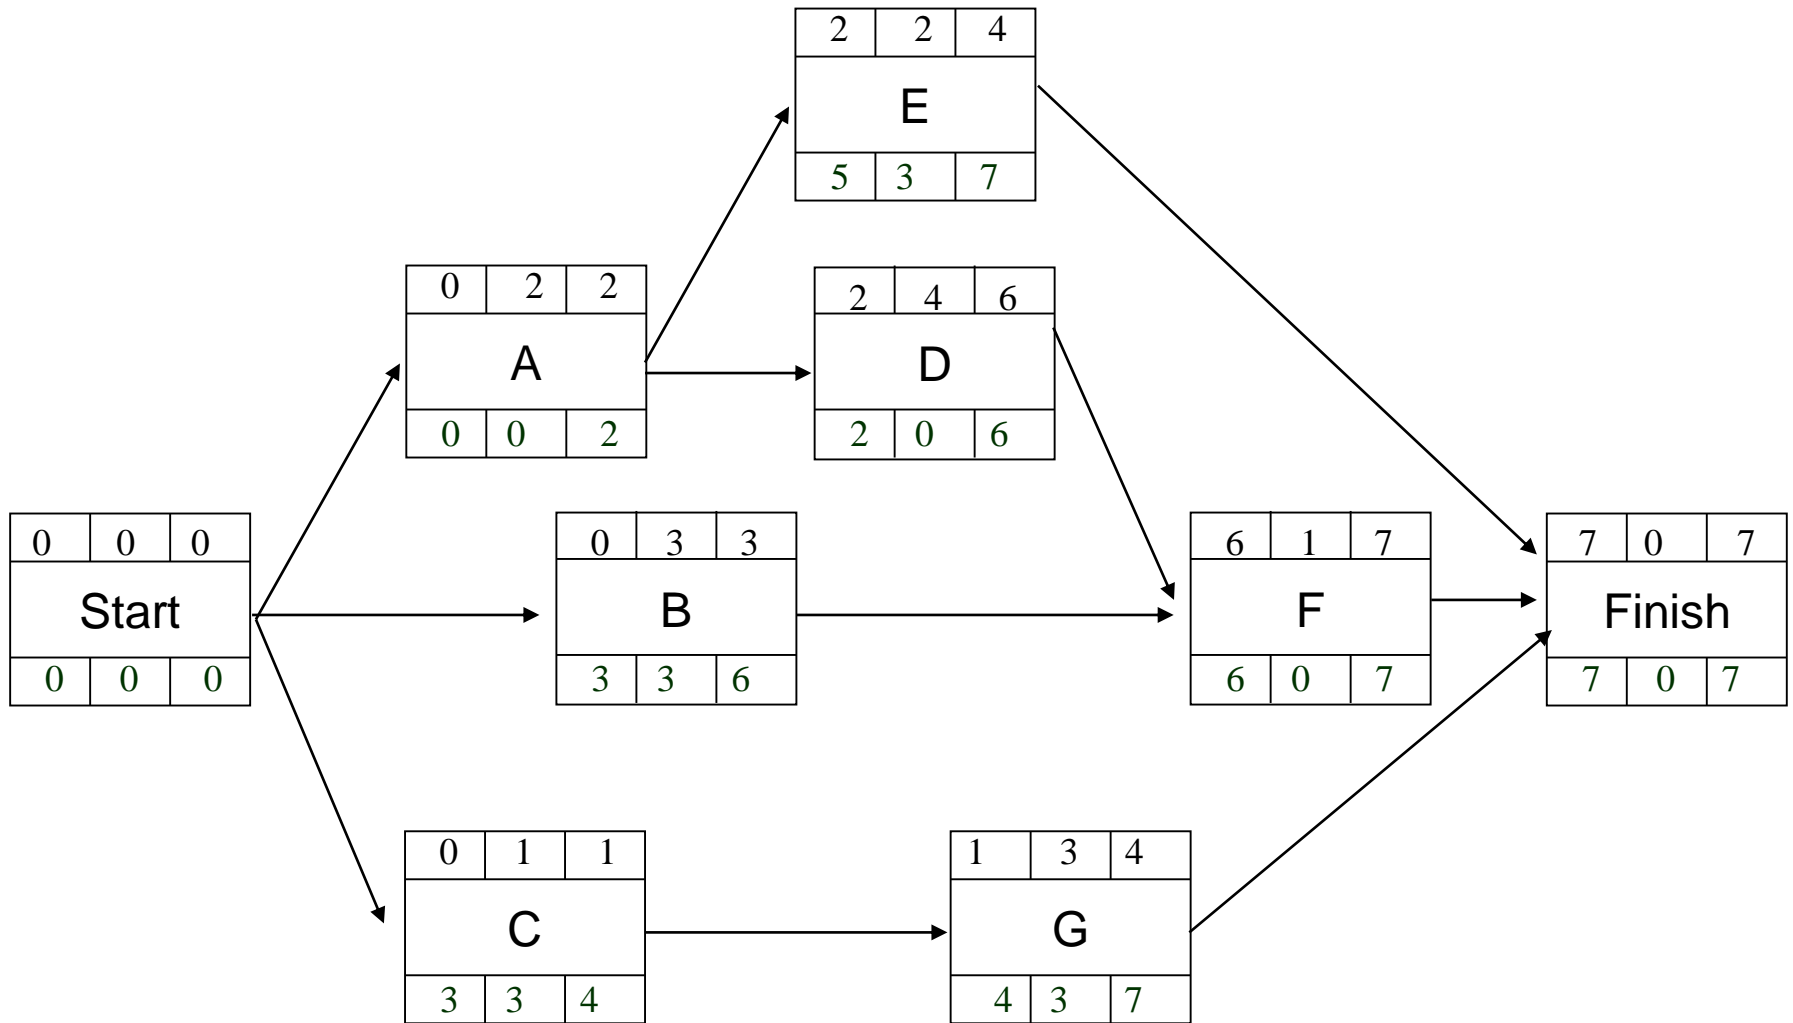 2 2 4
E
5 3 7
0 2 2
A
0 0 2
2 4 6
D
2 0 6
0 0 0
Start
0 0 0
0 3 3
B
3 3 6
6 1 7
F
6 0 7
7 0 7
Finish
7 0 7
0 1 1
C
3 3 4
1 3 4
G
4 3 7